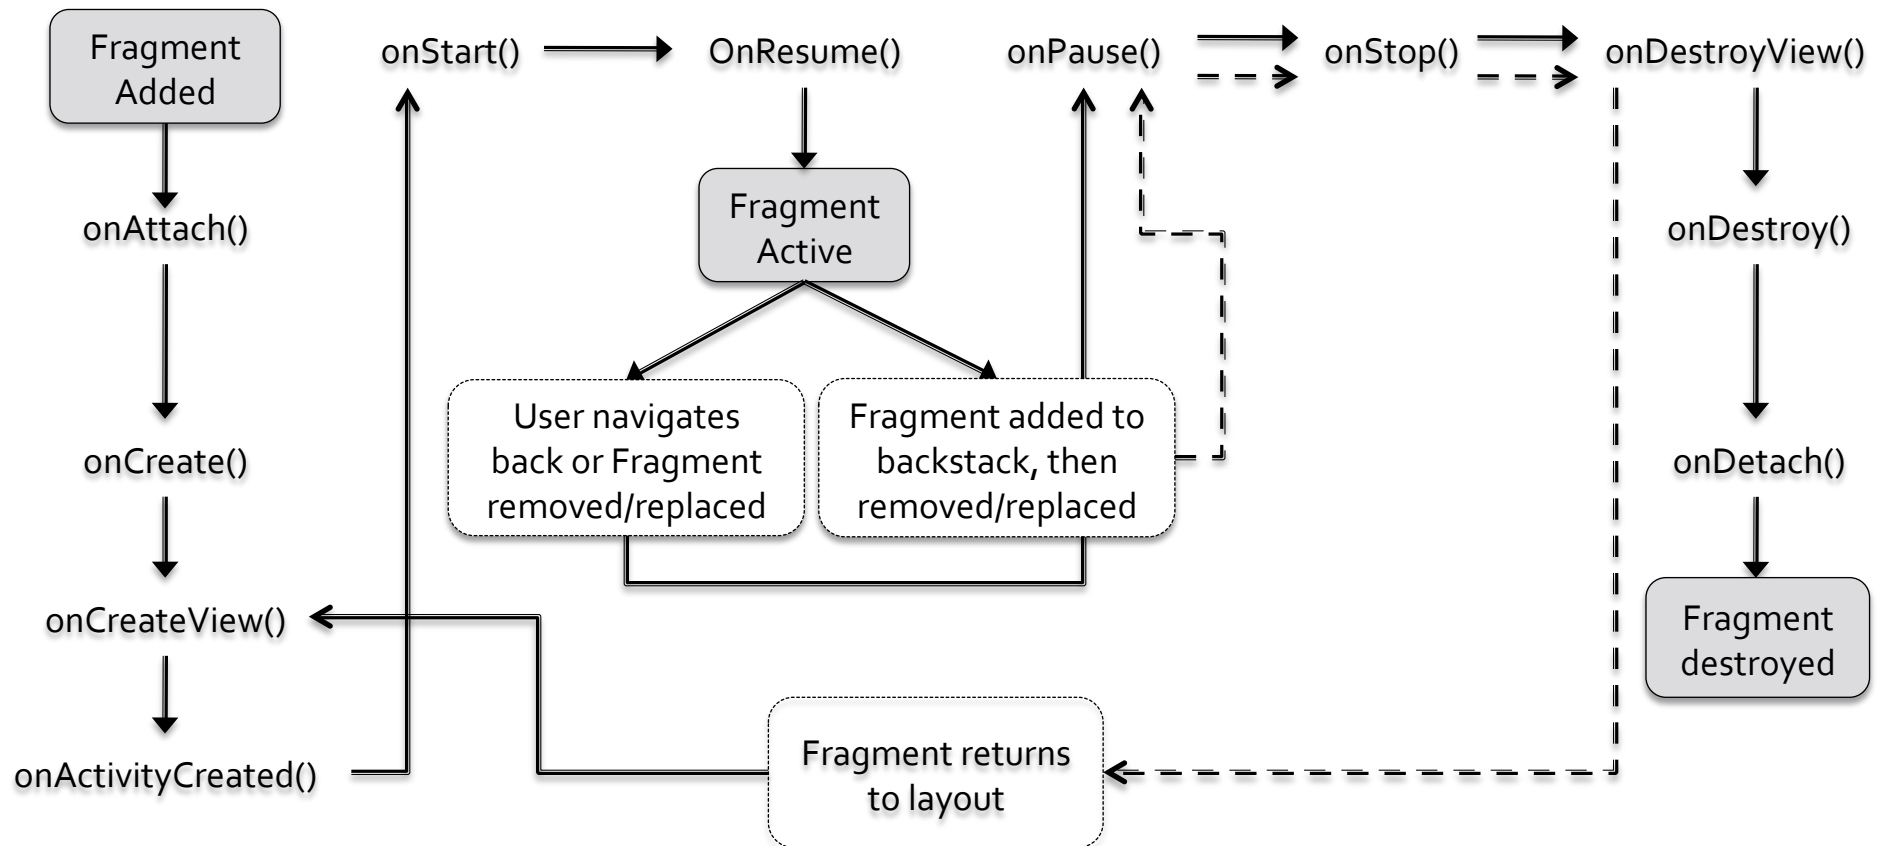 Fragment
Added
onStart()
OnResume()
onPause()
onStop()
onDestroyView()
onAttach()
Fragment
Active
onDestroy()
onCreate()
User navigates
back or Fragment
removed/replaced
Fragment added to
backstack, then
removed/replaced
onDetach()
onCreateView()
Fragment
destroyed
onActivityCreated()
Fragment returns
to layout